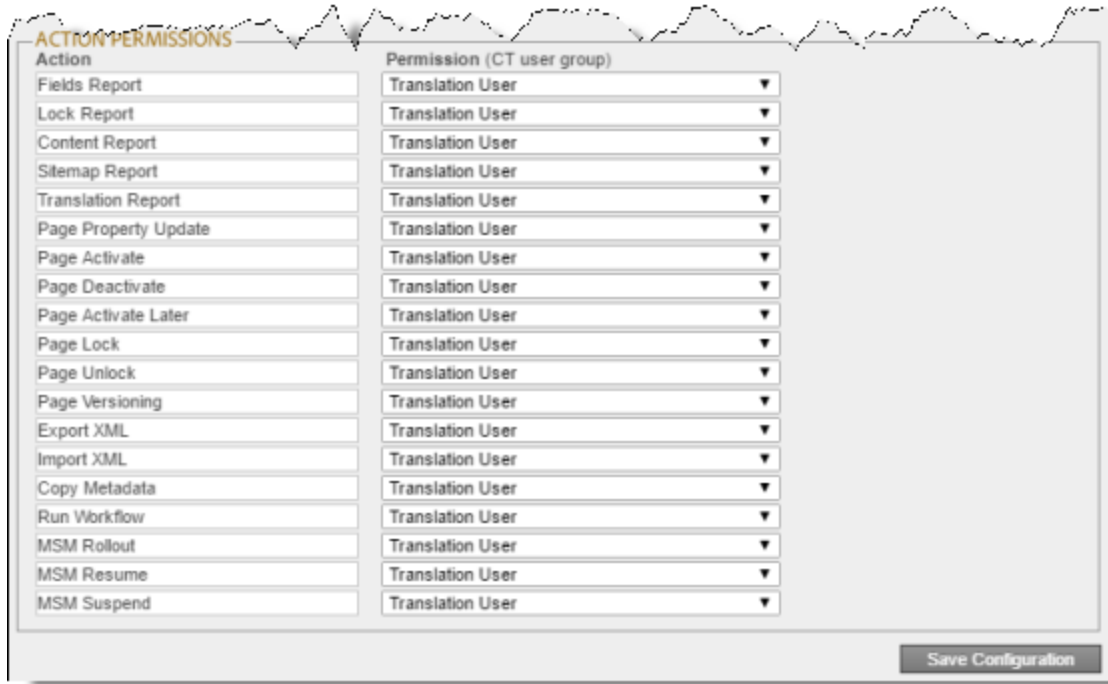 ACTION PERMISSIONS
Action Permission (CT user group)
Fields Report Translation User
Lock Report Translation User
Content Report Translation User
Sitemap Report Translation User
Translation Report Translation User
Page Property Update Translation User
Page Activate Translation User
Page Deactivate Translation User
Page Activate Later Translation User
Page Lock Translation User
Page Unlock Translation User
Page Versioning Translation User
Export XML Translation User
Import XML Translation User
Copy Metadata Translation User
Run Workflow Translation User
MSM Rollout Translation User
MSM Resume Translation User
MSM Suspend Translation User
Save Configuration